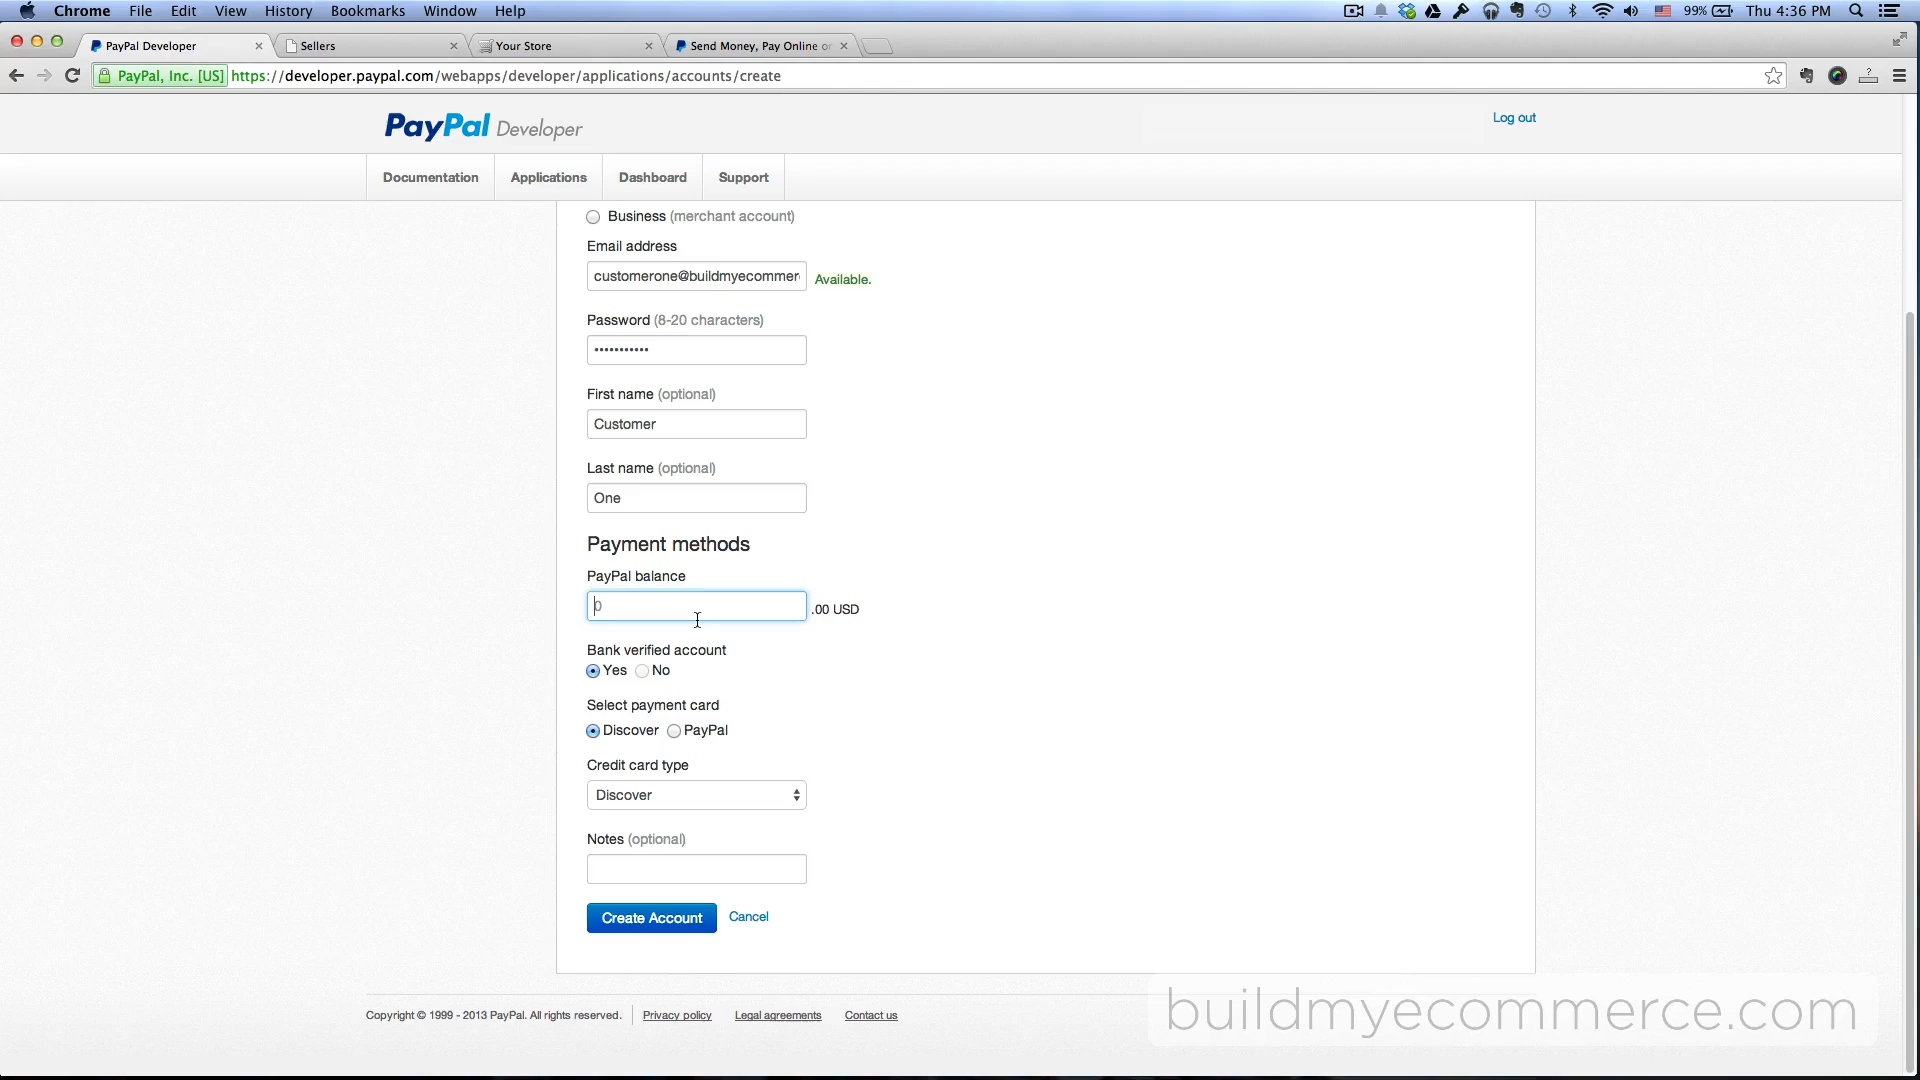 Chrome File Edit View History Bookmarks Window Help 99% Thu 4:36 PM
PayPal Developer Sellers Your Store Send Money, Pay Online or
PayPal, Inc. [US] https://developer.paypal.com/webapps/developer/applications/accounts/create
PayPal Developer Log out
Documentation Applications Dashboard Support
Business (merchant account)
Email address
customerone@buildmyecommer Available.
Password (8-20 characters)
•••••••••••
First name (optional)
Customer
Last name (optional)
One
Payment methods
PayPal balance
0 .00 USD
Bank verified account
Yes No
Select payment card
Discover PayPal
Credit card type
Discover
Notes (optional)
Create Account Cancel
Copyright © 1999 - 2013 PayPal. All rights reserved. Privacy policy Legal agreements Contact us
buildmyecommerce.com